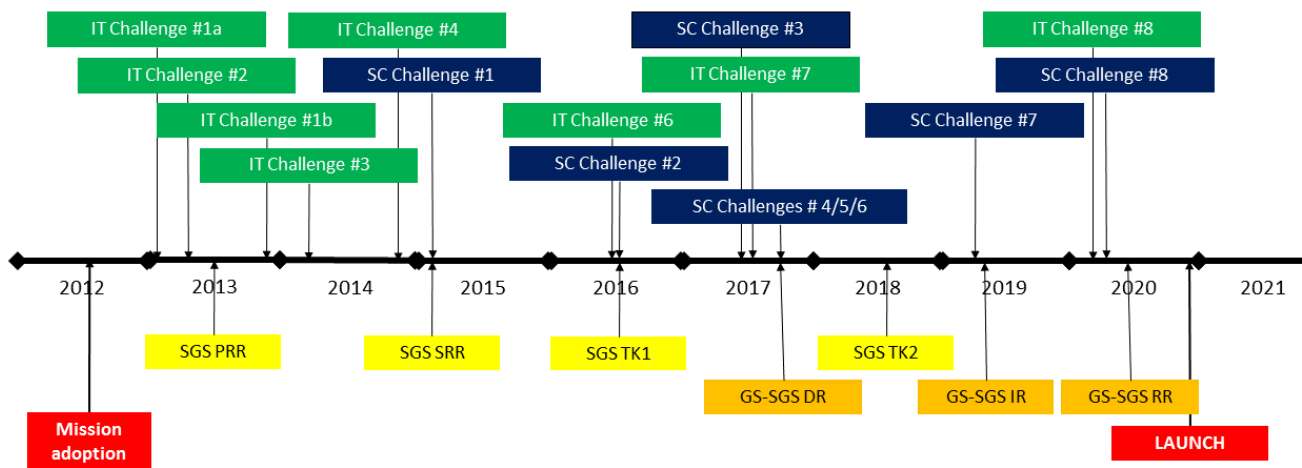 IT Challenge #1a
IT Challenge #4
SC Challenge #3
IT Challenge #8
IT Challenge #2
SC Challenge #1
IT Challenge #7
SC Challenge #8
IT Challenge #1b
IT Challenge #6
SC Challenge #7
IT Challenge #3
SC Challenge #2
SC Challenges # 4/5/6
2012
2013
2014
2015
2016
2017
2018
2019
2020
2021
SGS PRR
SGS SRR
SGS TK1
SGS TK2
GS-SGS DR
GS-SGS IR
GS-SGS RR
Mission
adoption
LAUNCH